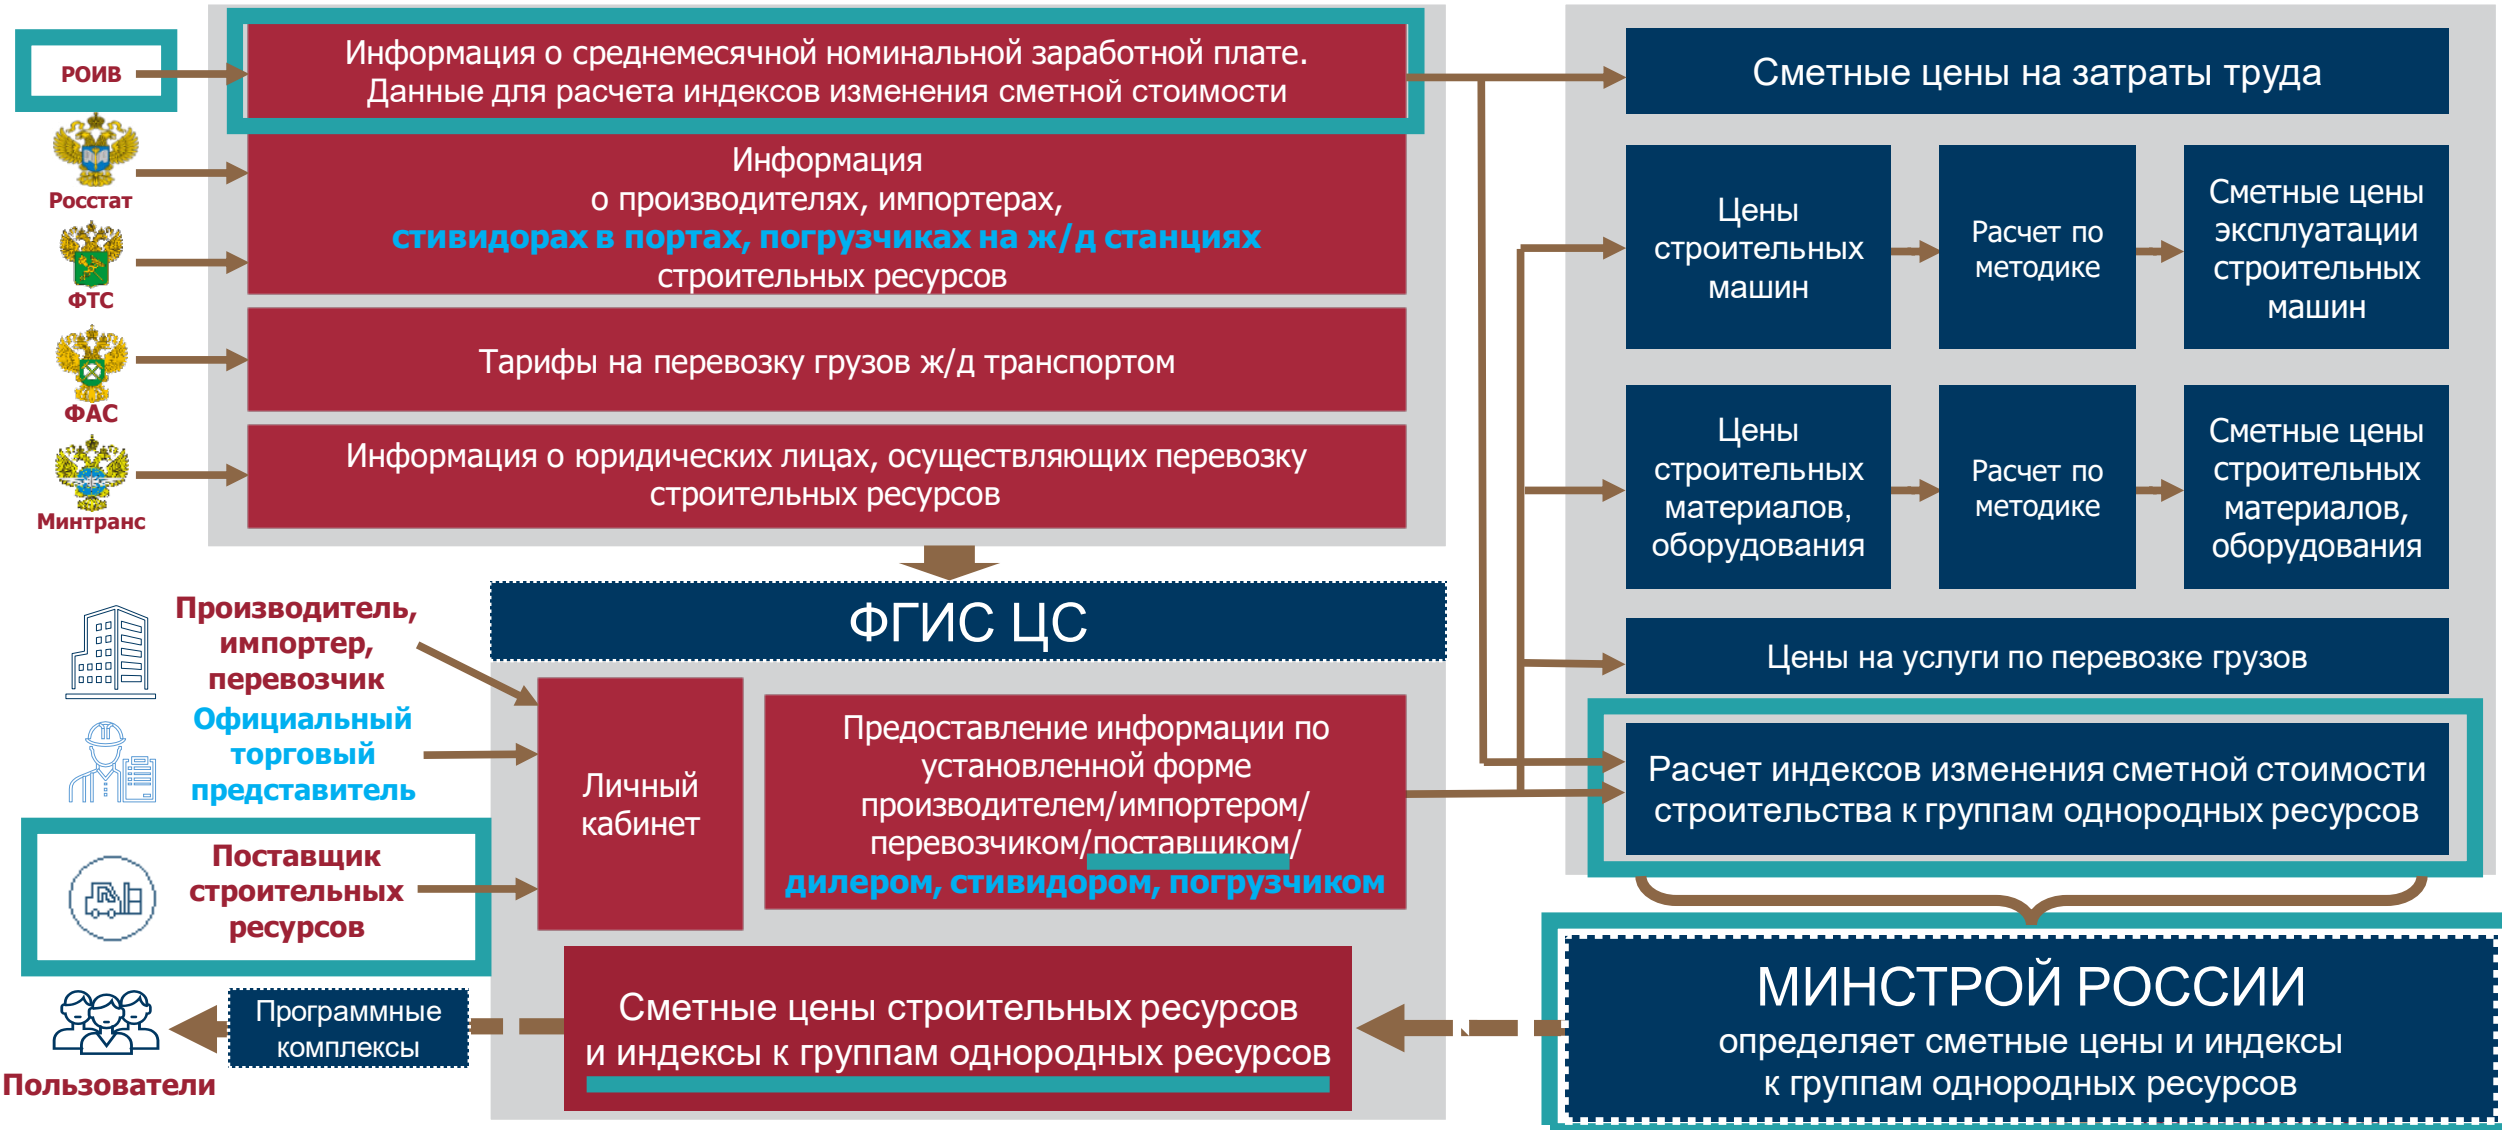 РОИВ
Информация о среднемесячной номинальной заработной плате.
Данные для расчета индексов изменения сметной стоимости
Росстат
ФТС
Информация
о производителях, импортерах,
стивидорах в портах, погрузчиках на ж/д станциях
строительных ресурсов
ФАС
Тарифы на перевозку грузов ж/д транспортом
Минтранс
Информация о юридических лицах, осуществляющих перевозку
строительных ресурсов
Сметные цены на затраты труда
Цены
строительных
машин
Расчет по
методике
Сметные цены
эксплуатации
строительных
машин
Цены
строительных
материалов,
оборудования
Расчет по
методике
Сметные цены
строительных
материалов,
оборудования
Цены на услуги по перевозке грузов
Расчет индексов изменения сметной стоимости
строительства к группам однородных ресурсов
ФГИС ЦС
Производитель,
импортер,
перевозчик
Официальный
торговый
представитель
Поставщик
строительных
ресурсов
Личный
кабинет
Предоставление информации по
установленной форме
производителем/импортером/
перевозчиком/поставщиком/
дилером, стивидором, погрузчиком
МИНСТРОЙ РОССИИ
определяет сметные цены и индексы
к группам однородных ресурсов
Сметные цены строительных ресурсов
и индексы к группам однородных ресурсов
Программные
комплексы
Пользователи